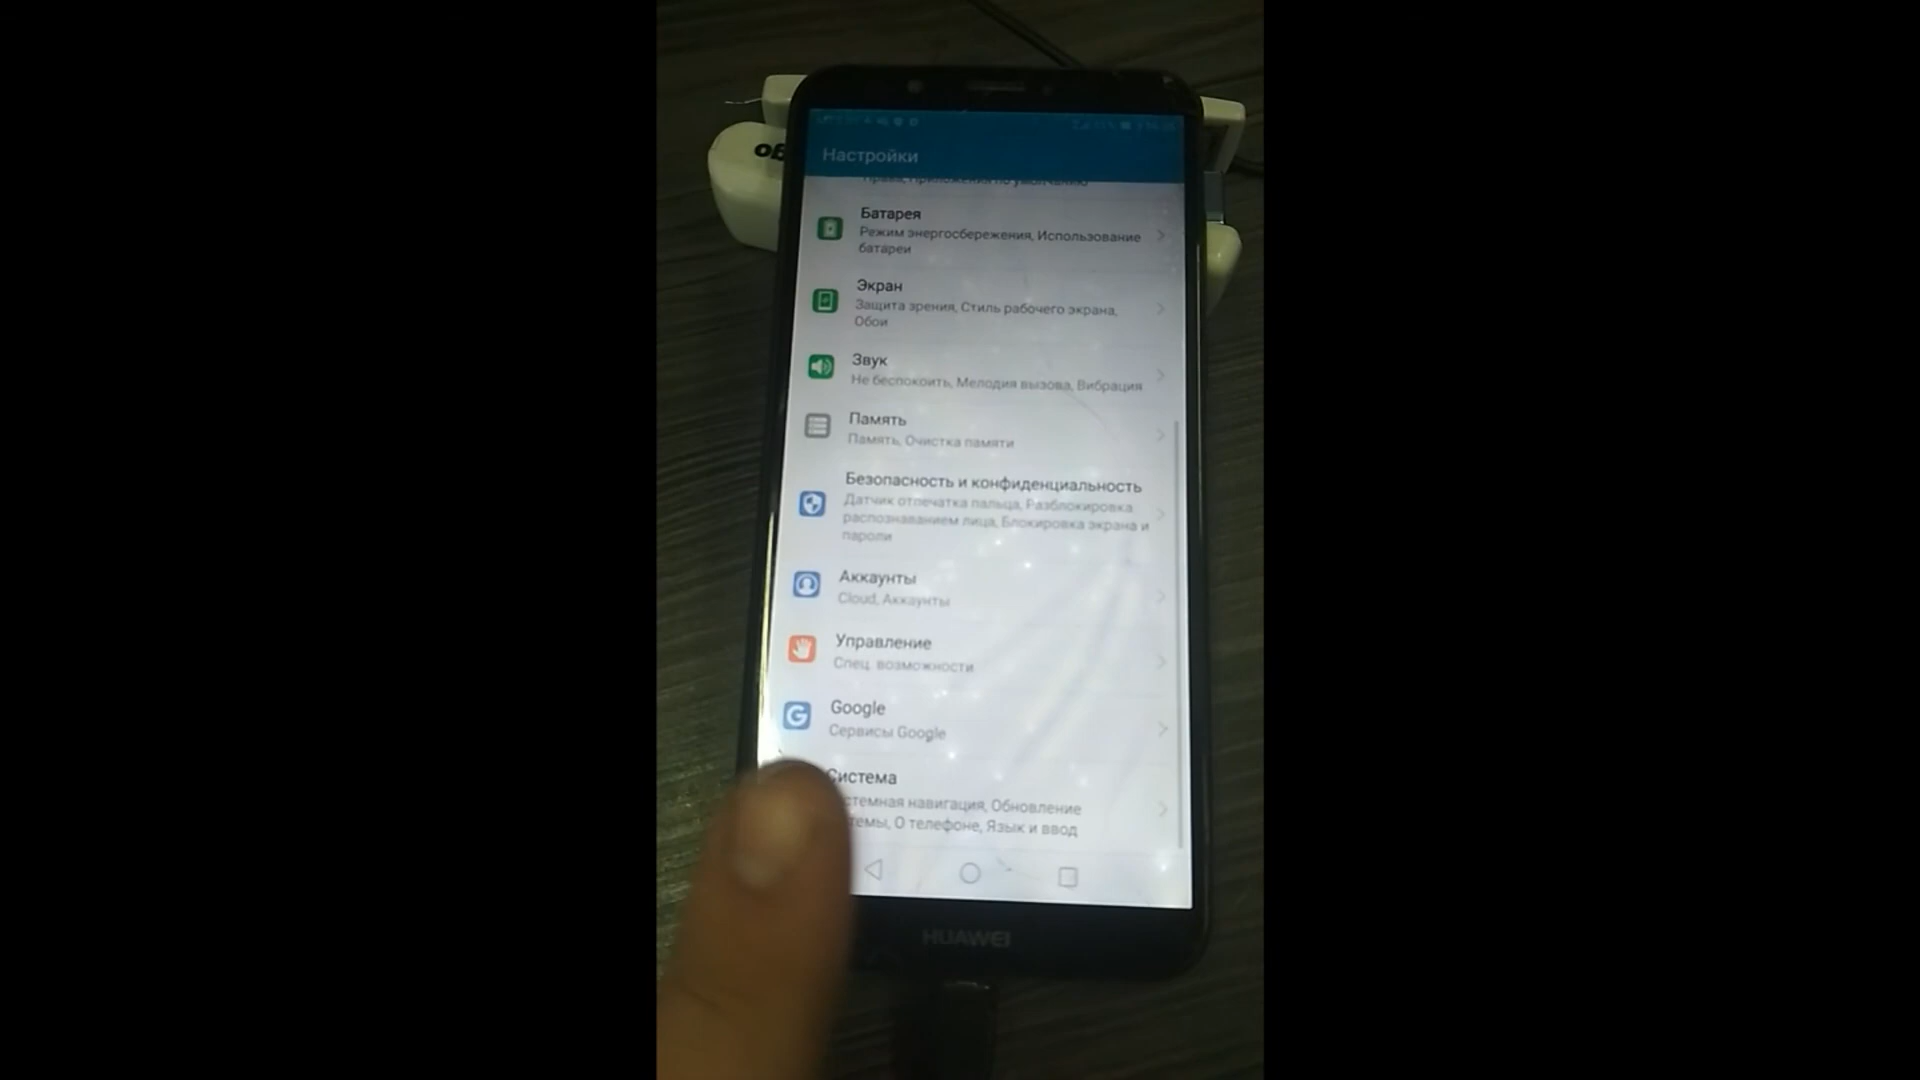 Настройки
Батарея
Режим энергосбережения, Использование
батареи
Экран
Защита зрения, Стиль рабочего экрана,
Обои
Звук
Не беспокоить, Мелодия вызова, Вибрация
Память
Память, Очистка памяти
Безопасность и конфиденциальность
Датчик отпечатка пальца, Разблокировка
распознаванием лица, Блокировка экрана и
пароли
Аккаунты
Cloud, Аккаунты
Управление
Спец. возможности
Google
Сервисы Google
Система
стемная навигация, Обновление
темы, О телефоне, Язык и ввод
HUAWEI